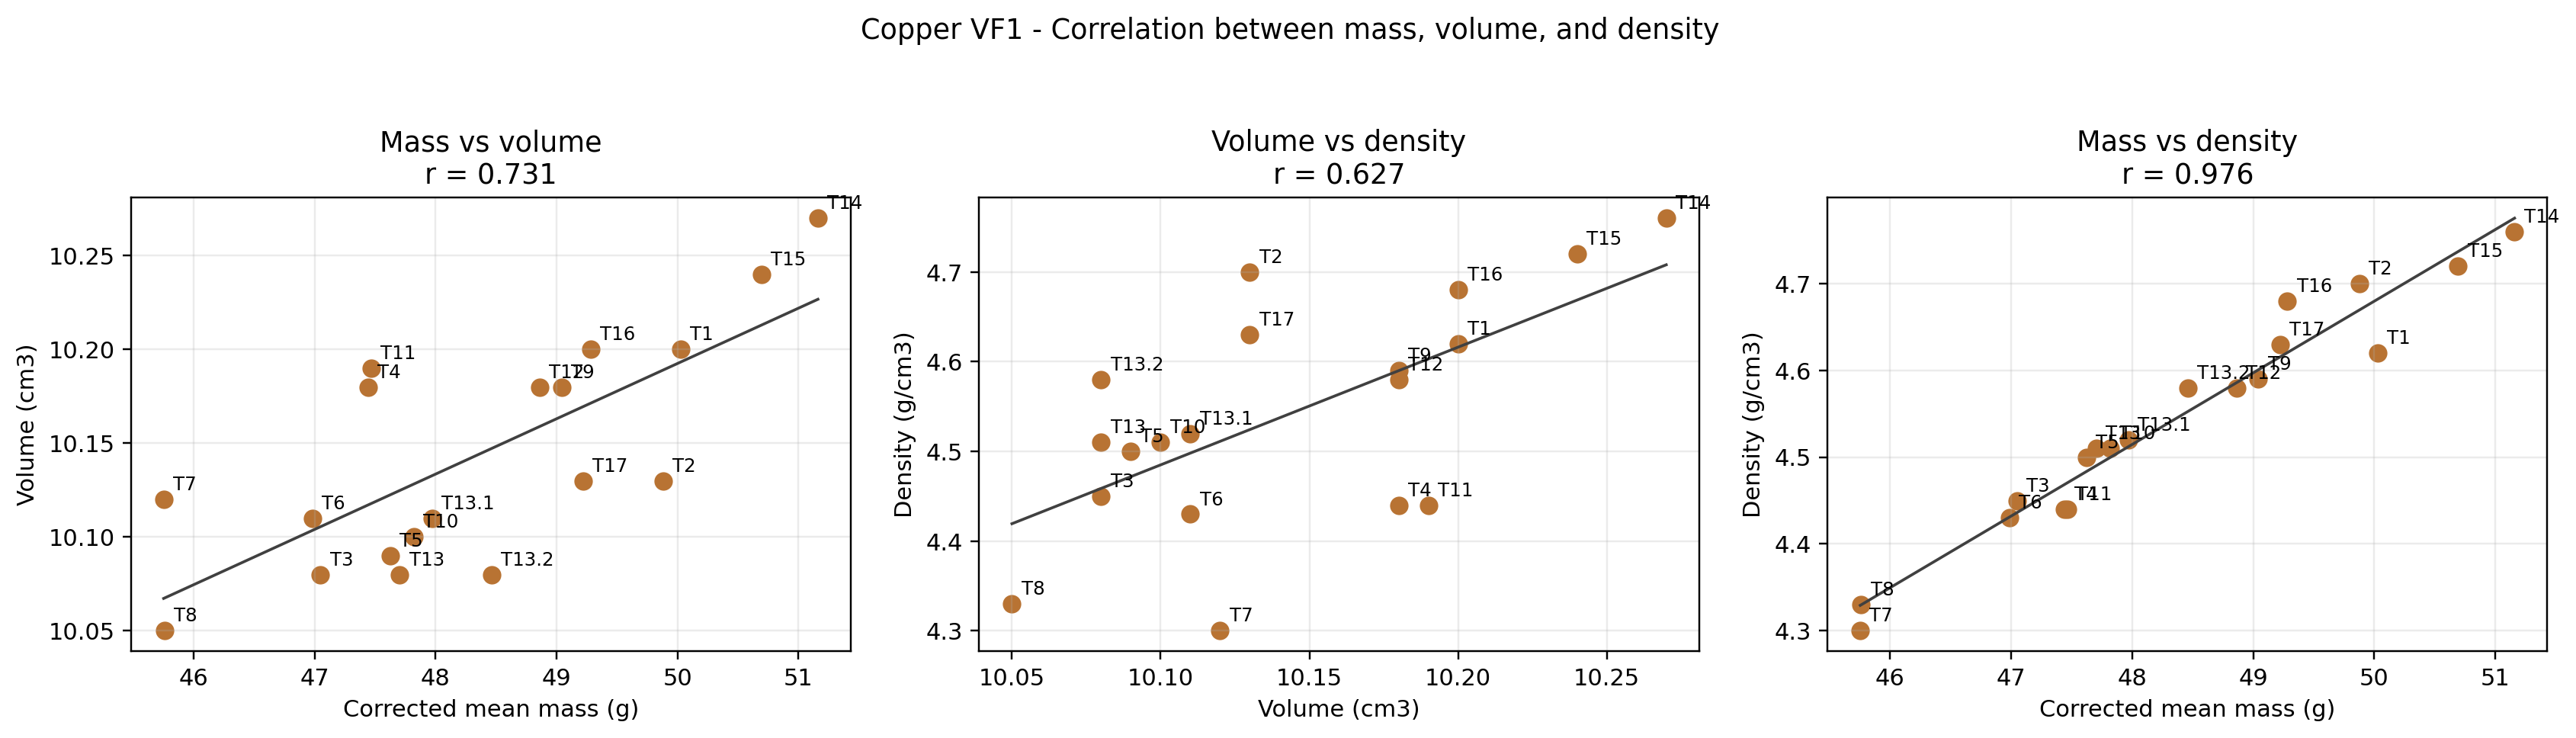 Copper VF1 - Correlation between mass, volume, and density
Mass vs volume
r = 0.731
Volume (cm3)
10.25
10.20
10.15
10.10
10.05
T14
T15
T16
T1
T11
T4
T12
T9
T17
T2
T7
T6
T13.1
T10
T5
T3
T13
T13.2
T8
46 47 48 49 50 51
Corrected mean mass (g)
Volume vs density
r = 0.627
Density (g/cm3)
4.7
4.6
4.5
4.4
4.3
T14
T15
T2
T16
T17
T1
T9
T12
T13.2
T13
T5
T10
T13.1
T3
T6
T4
T11
T8
T7
10.05 10.10 10.15 10.20 10.25
Volume (cm3)
Mass vs density
r = 0.976
Density (g/cm3)
4.7
4.6
4.5
4.4
4.3
T14
T15
T2
T16
T17
T1
T9
T13.2
T12
T13.1
T13
T10
T5
T3
T6
T4
T11
T8
T7
46 47 48 49 50 51
Corrected mean mass (g)